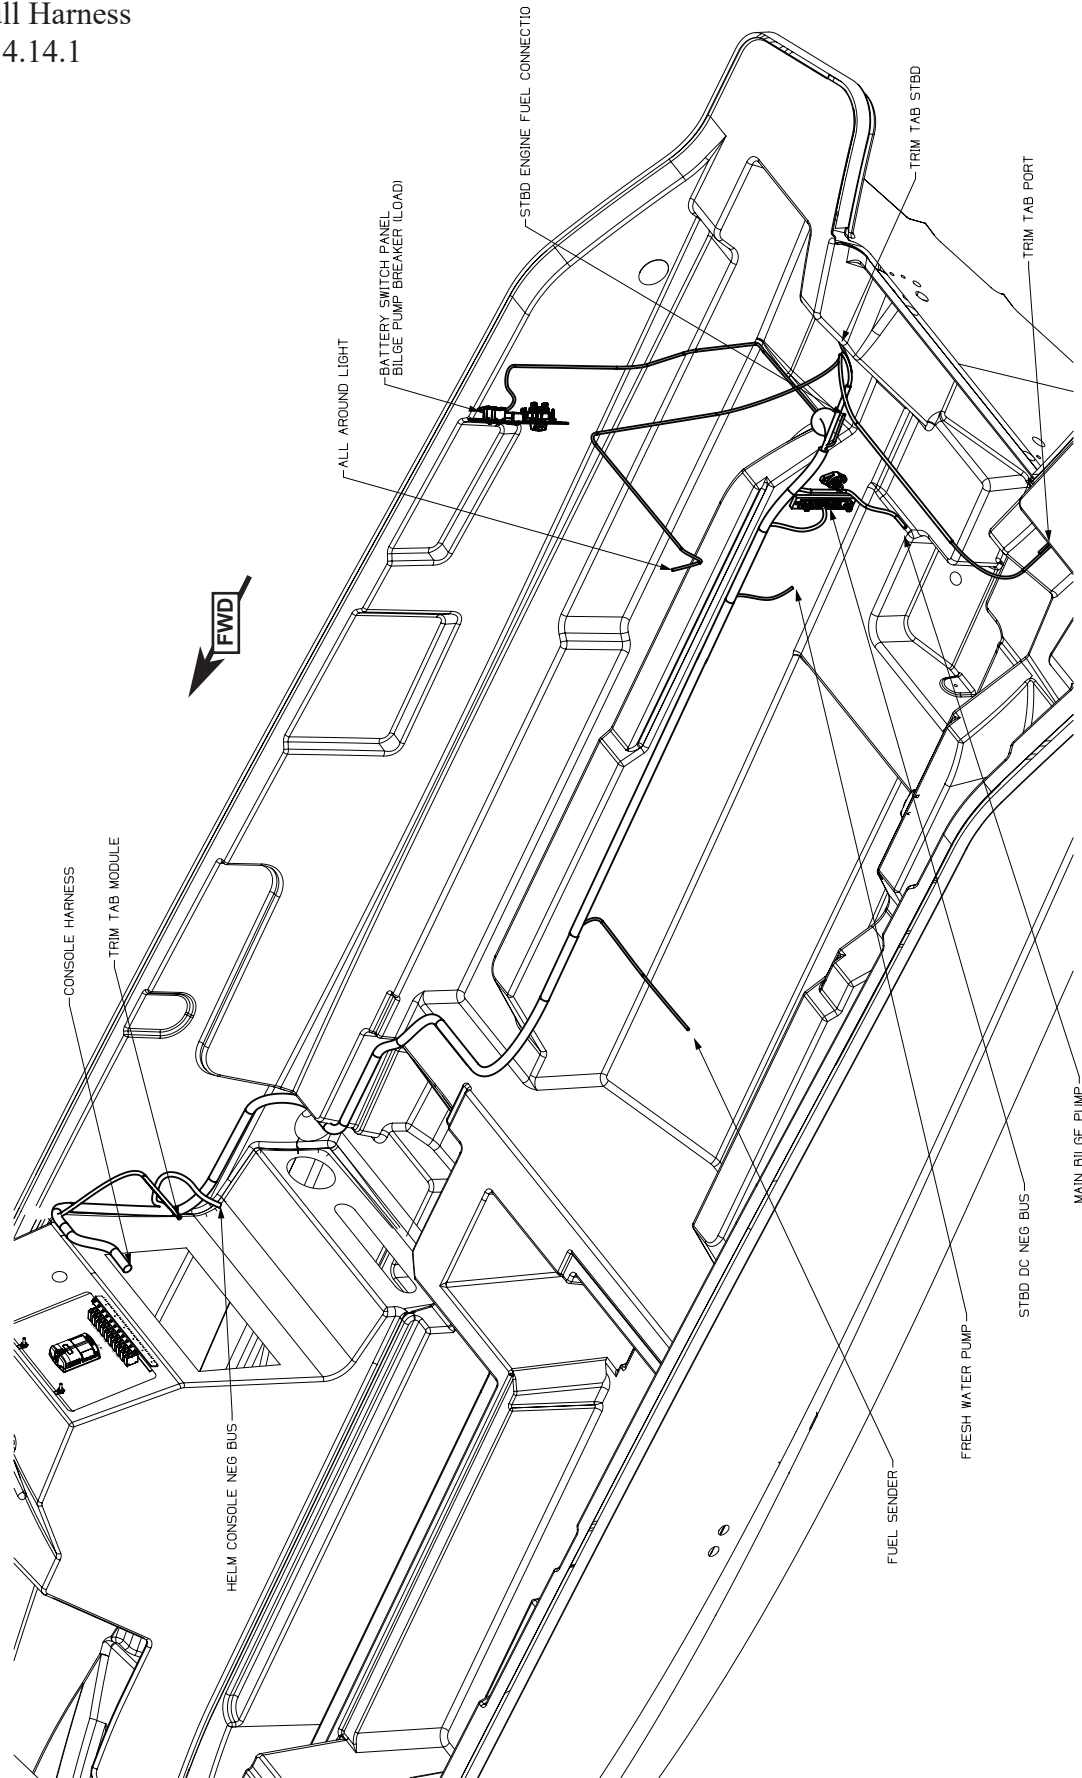 ll Harness
4.14.1
STBD ENGINE FUEL CONNECTIO
TRIM TAB STBD
TRIM TAB PORT
BATTERY SWITCH PANEL
BILGE PUMP BREAKER (LOAD)
ALL AROUND LIGHT
FWD
TRIM TAB MODULE
CONSOLE HARNESS
MAIN BILGE PUMP
STBD DC NEG BUS
FRESH WATER PUMP
HELM CONSOLE NEG BUS
FUEL SENDER